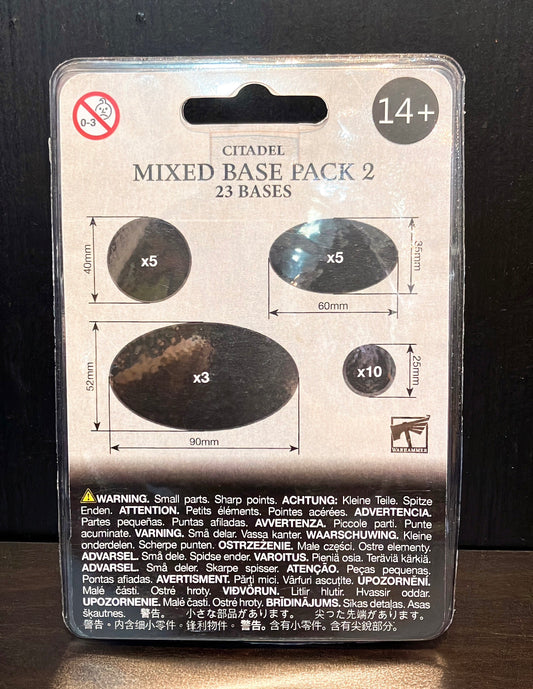 0-3
14+
CITADEL
MIXED BASE PACK 2
23 BASES
40mm
x5
x5
35mm
60mm
52mm
x3
90mm
x10
25mm
WARHAMMER
WARNING. Small parts. Sharp points. ACHTUNG: Kleine Teile. Spitze
Enden. ATTENTION. Petits éléments. Pointes acérées. ADVERTENCIA.
Partes pequeñas. Puntas afiladas. AVVERTENZA. Piccole parti. Punte
acuminate. VARNING. Små delar. Vassa kanter. WAARSCHUWING. Kleine
onderdelen. Scherpe punten. OSTRZEŻENIE. Małe części. Ostre elementy.
ADVARSEL. Små dele. Spidse ender. VAROITUS. Pieniä osia. Teräviä kärkiä.
ADVARSEL. Små deler. Skarpe spisser. ATENÇÃO. Peças pequenas.
Pontas afiadas. AVERTISMENT. Părți mici. Vârfuri ascuțite. UPOZORNĚNÍ.
Malé části. Ostré hroty. VIÐVÖRUN. Litlir hlutir. Hvassar oddar.
UPOZORNENIE. Malé časti. Ostré hroty. BRĪDINĀJUMS. Sīkas detaļas. Asas
šķautnes. 警告。 小さな部品があります。 尖った先端があります。
警告。内含细小零件。锋利物件。警告。含有小零件。含有尖銳部分。